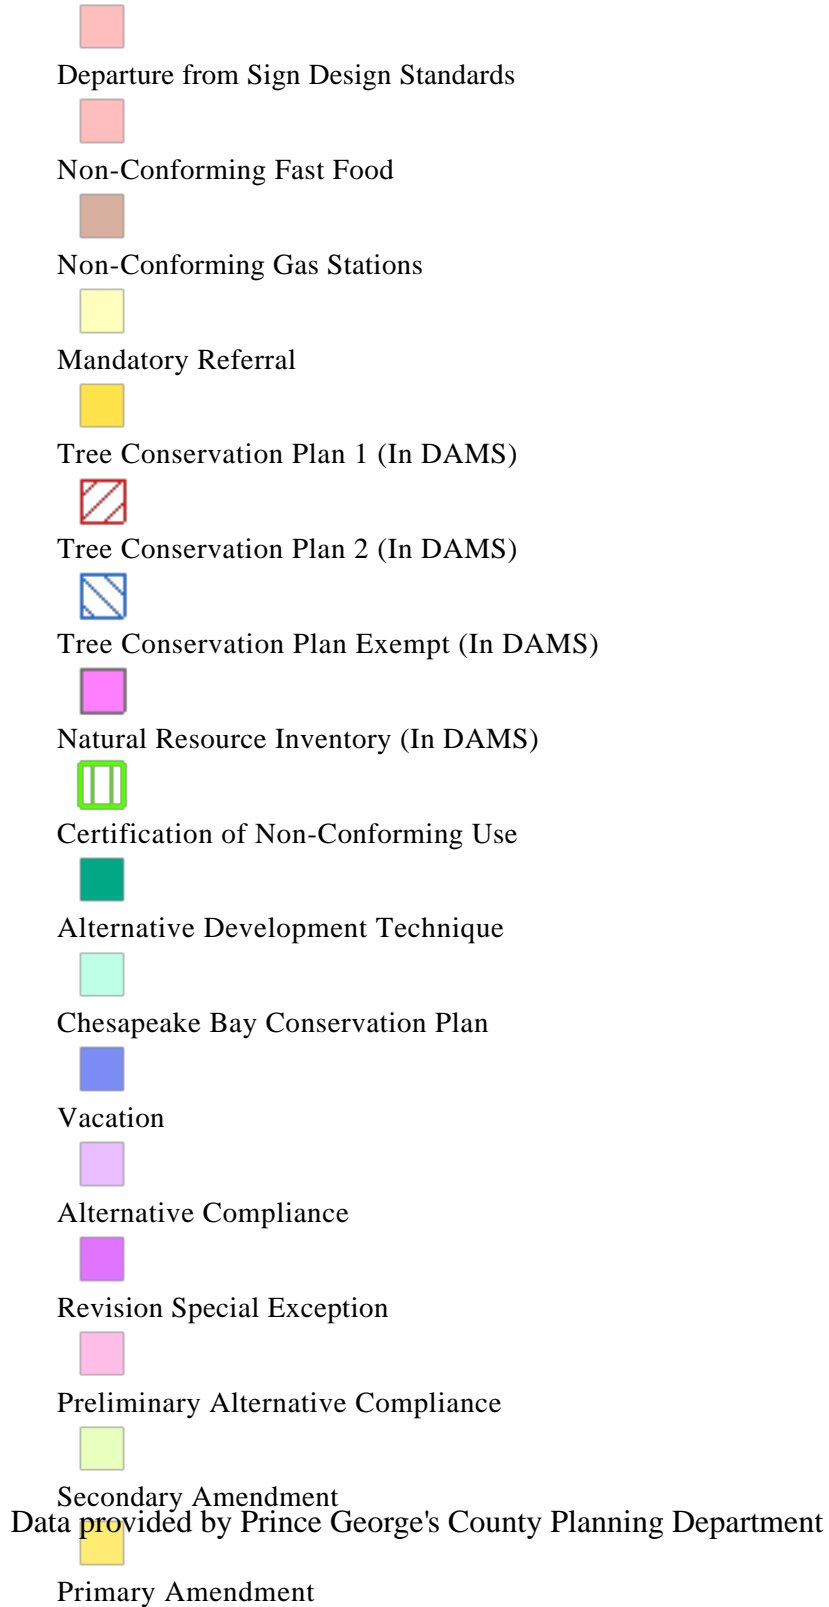 Departure from Sign Design Standards
Non-Conforming Fast Food
Non-Conforming Gas Stations
Mandatory Referral
Tree Conservation Plan 1 (In DAMS)
Tree Conservation Plan 2 (In DAMS)
Tree Conservation Plan Exempt (In DAMS)
Natural Resource Inventory (In DAMS)
Certification of Non-Conforming Use
Alternative Development Technique
Chesapeake Bay Conservation Plan
Vacation
Alternative Compliance
Revision Special Exception
Preliminary Alternative Compliance
Secondary Amendment
Data provided by Prince George's County Planning Department
Primary Amendment